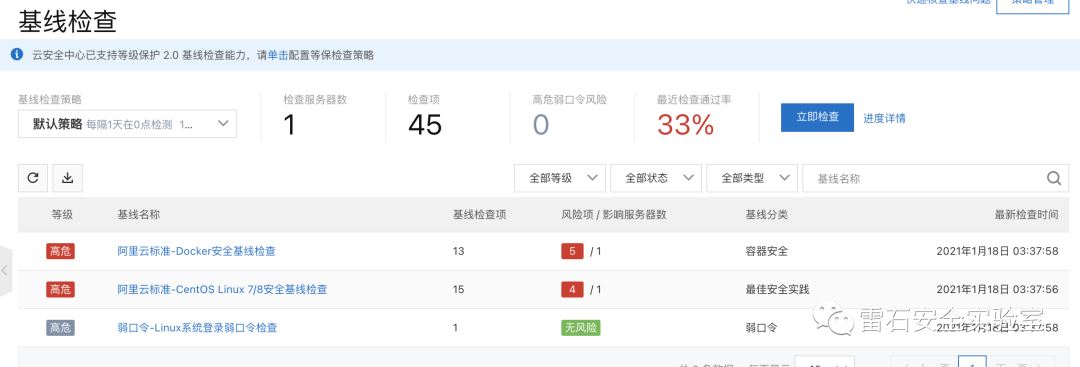 快速核查基线问题 策略管理
基线检查
云安全中心已支持等级保护 2.0 基线检查能力，请单击配置等保检查策略
基线检查策略 检查服务器数 检查项 高危弱口令风险 最近检查通过率
默认策略 每隔1天在0点检测 1... 1 45 0 33% 立即检查 进度详情
全部等级 全部状态 全部类型 基线名称
等级 基线名称 基线检查项 风险项 / 影响服务器数 基线分类 最新检查时间
高危 阿里云标准-Docker安全基线检查 13 5 / 1 容器安全 2021年1月18日 03:37:58
高危 阿里云标准-CentOS Linux 7/8安全基线检查 15 4 / 1 最佳安全实践 2021年1月18日 03:37:56
高危 弱口令-Linux系统登录弱口令检查 1 无风险 弱口令 2021年1月18日 03:37:58
雷石安全实验室